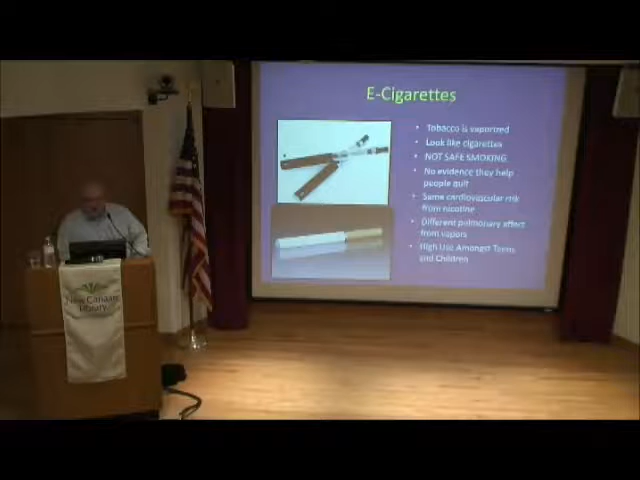 E-Cigarettes
• Tobacco is vaporized
• Look like cigarettes
• NOT SAFE SMOKING
• No evidence they help
people quit
• Same cardiovascular risk
from nicotine
• Different pulmonary affect
from vapors
• High Use Amongst Teens
and Children
New Canaan
Library